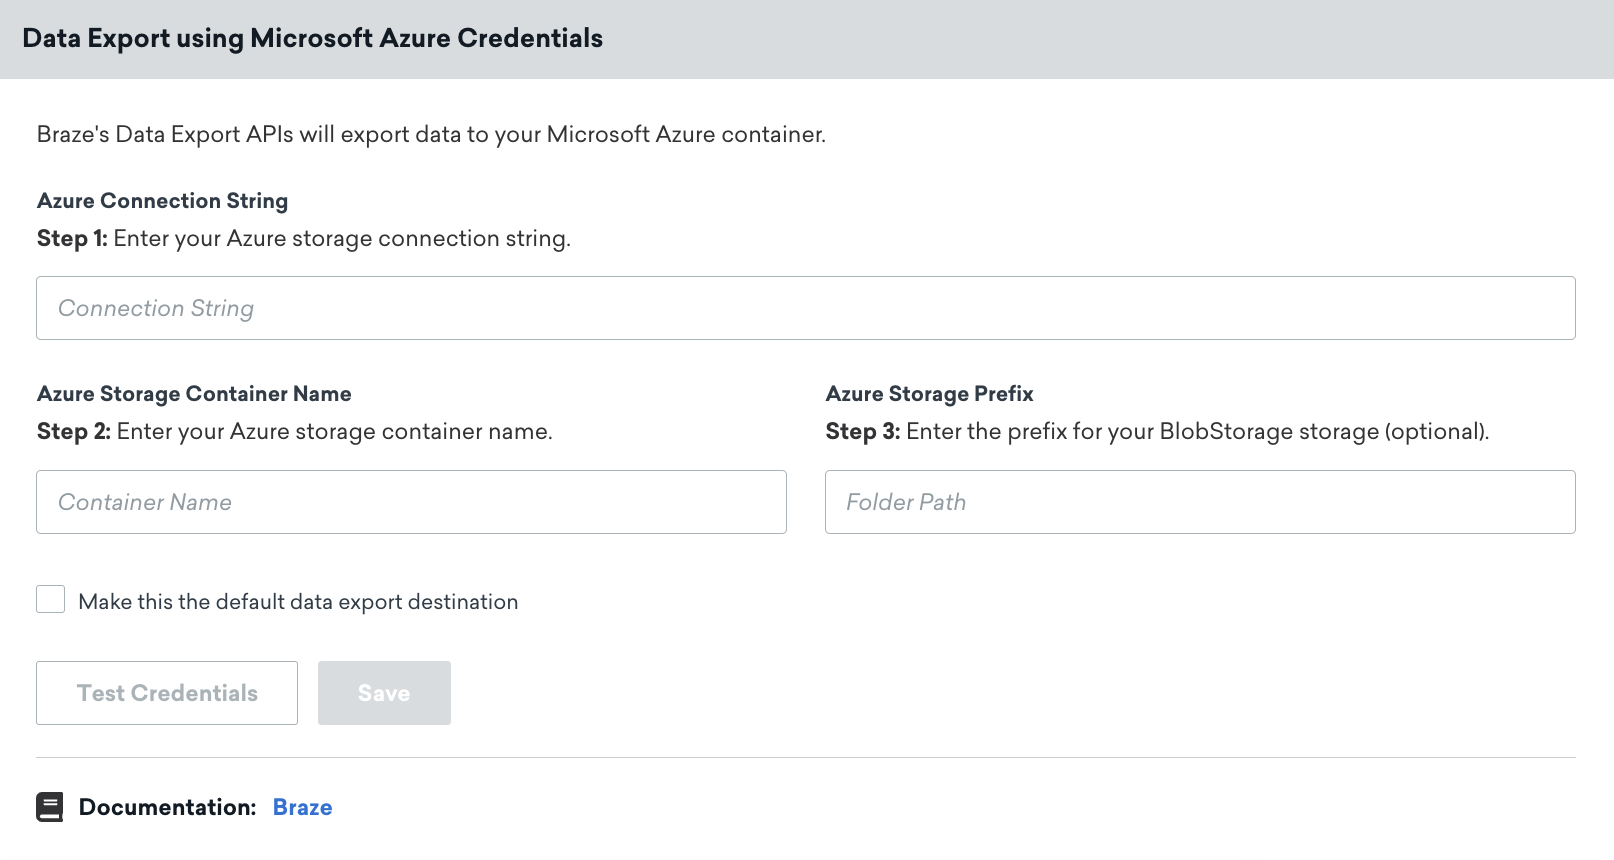 Data Export using Microsoft Azure Credentials
Braze's Data Export APIs will export data to your Microsoft Azure container.
Azure Connection String
Step 1: Enter your Azure storage connection string.
Connection String
Azure Storage Container Name
Step 2: Enter your Azure storage container name.
Container Name
Azure Storage Prefix
Step 3: Enter the prefix for your BlobStorage storage (optional).
Folder Path
Make this the default data export destination
Test Credentials
Save
Documentation: Braze